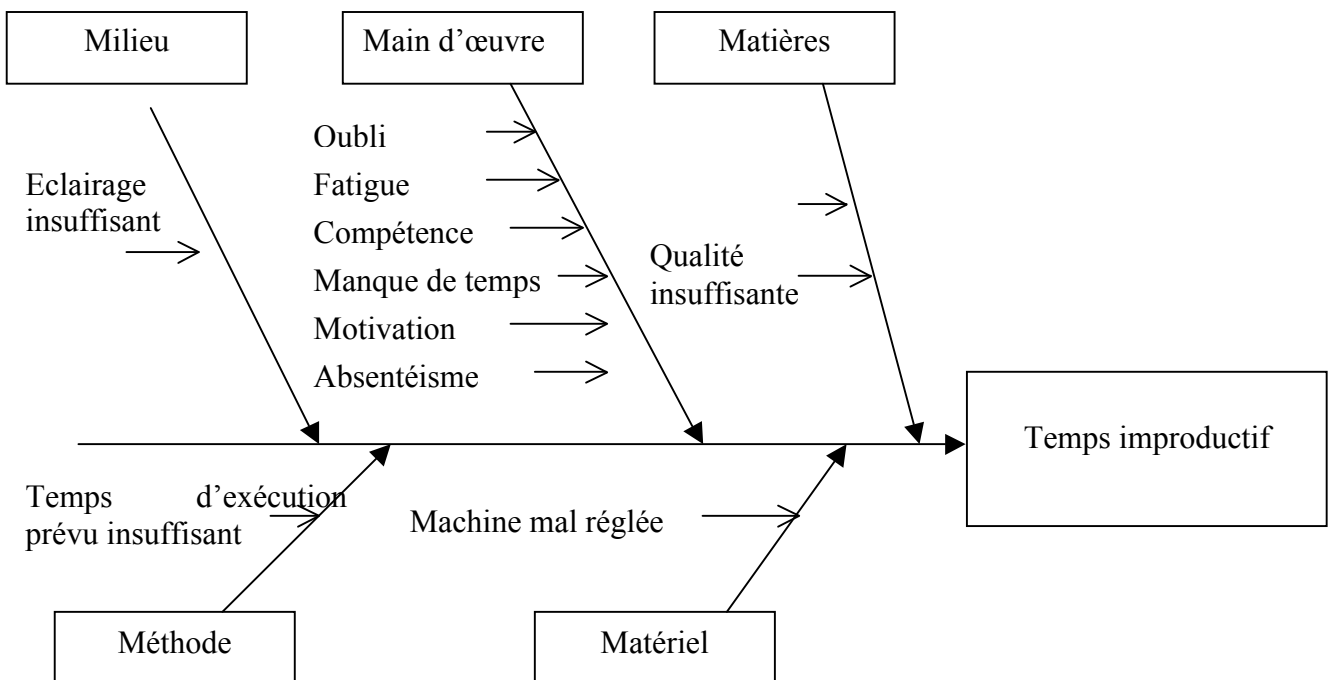 Milieu
Main d'œuvre
Matières
Oubli
Fatigue
Compétence
Manque de temps
Motivation
Absentéisme
Eclairage
insuffisant
Qualité
insuffisante
Temps improductif
Temps d'exécution
prévu insuffisant
Machine mal réglée
Méthode
Matériel